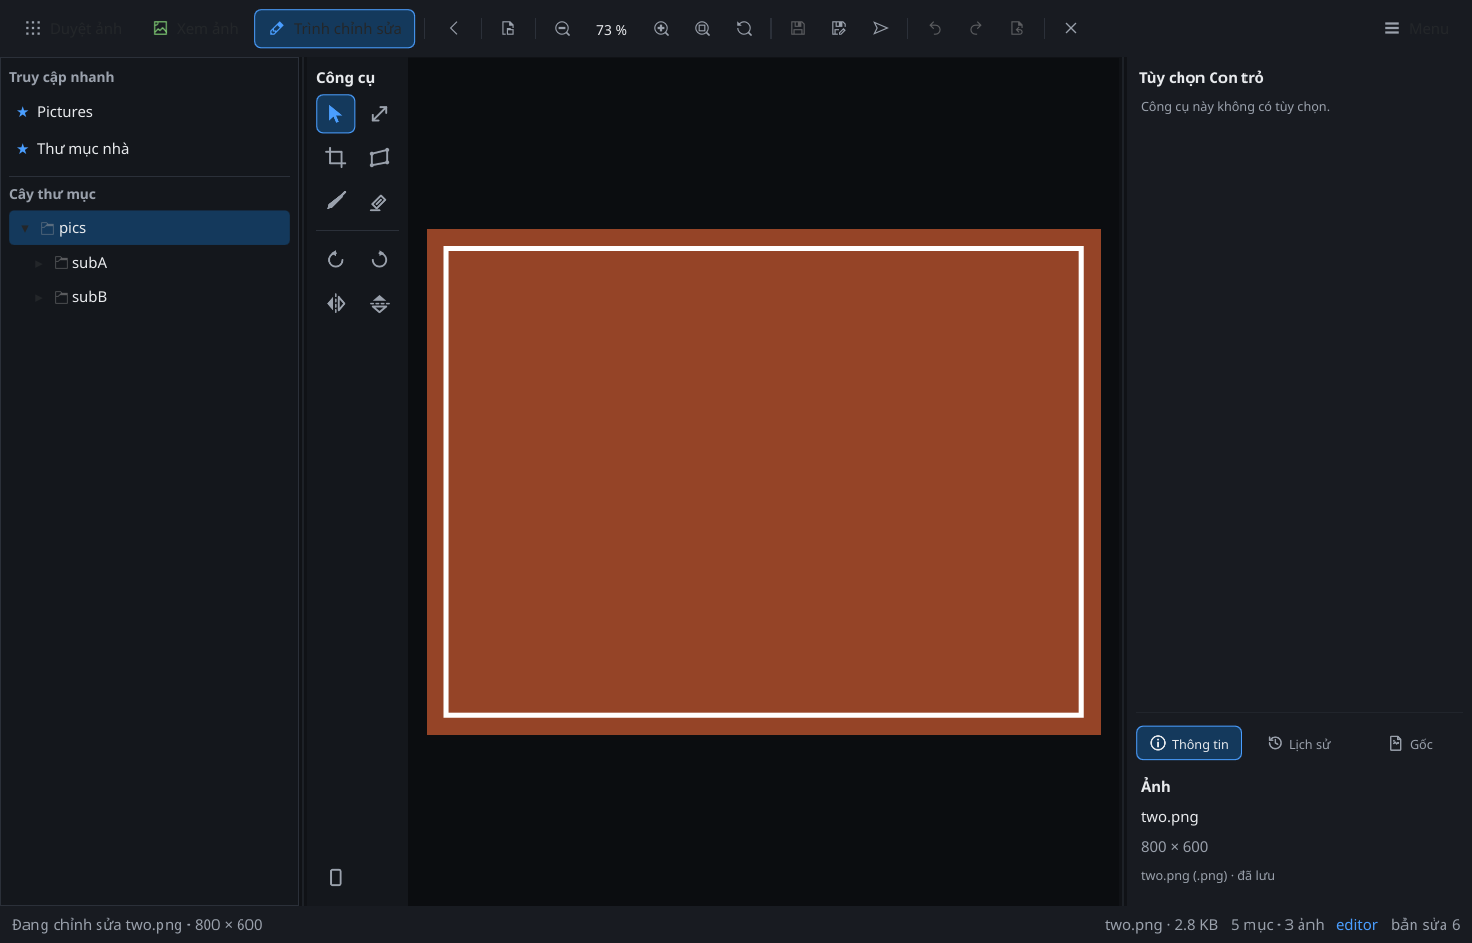 Duyệt ảnh
Xem ảnh
Trình chỉnh sửa
73 %
Menu
Truy cập nhanh
Pictures
Thư mục nhà
Cây thư mục
pics
subA
subB
Công cụ
Tùy chọn Con trỏ
Công cụ này không có tùy chọn.
Thông tin
Lịch sử
Gốc
Ảnh
two.png
800 × 600
two.png (.png) · đã lưu
Đang chỉnh sửa two.png · 800 × 600
two.png · 2.8 KB 5 mục · 3 ảnh editor bản sửa 6